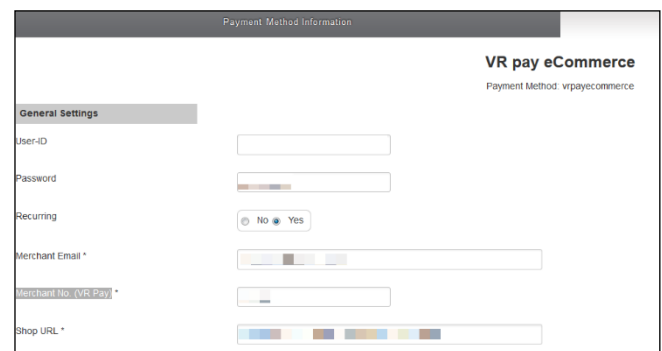 Payment Method Information
VR pay eCommerce
Payment Method: vrpayecommerce
General Settings
User-ID
Password
Recurring
No Yes
Merchant Email *
Merchant No. (VR Pay) *
Shop URL *